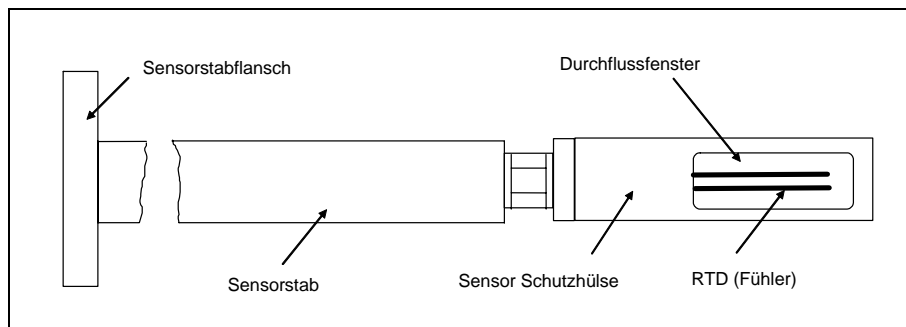 Sensorstabflansch
Durchflussfenster
Sensorstab
Sensor Schutzhülse
RTD (Fühler)